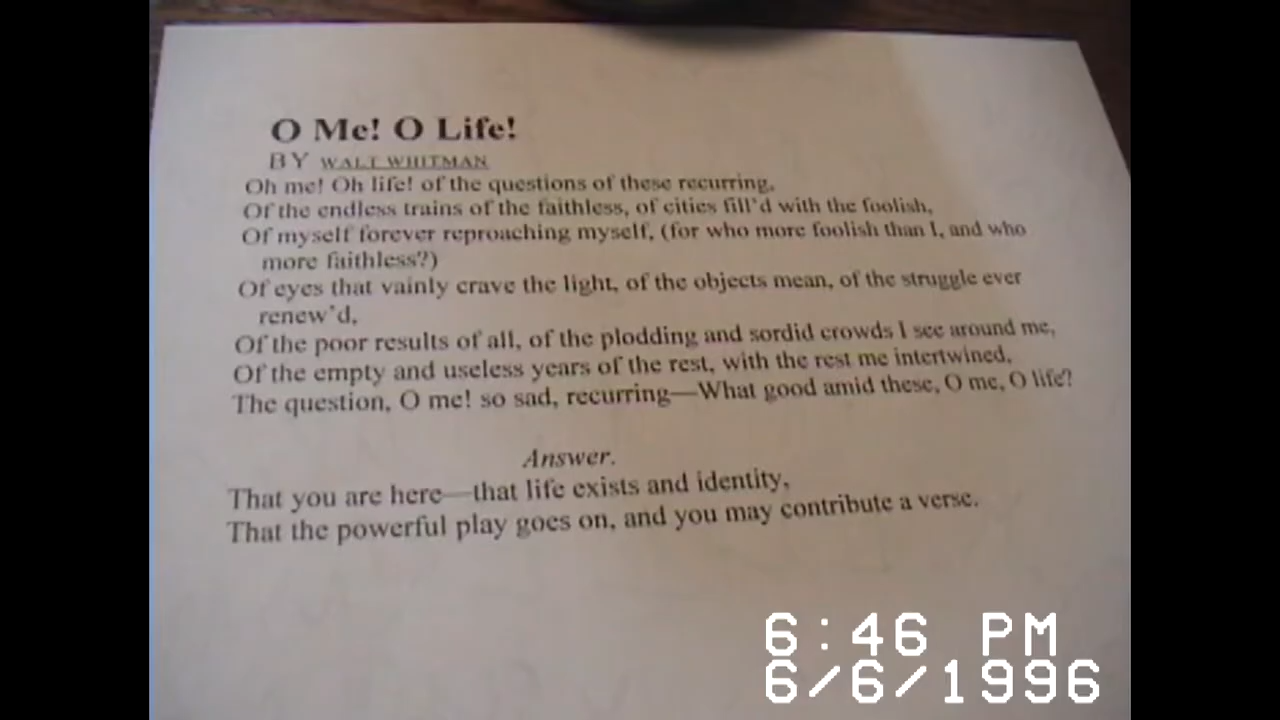 O Me! O Life!
BY WALT WHITMAN
Oh me! Oh life! of the questions of these recurring,
Of the endless trains of the faithless, of cities fill'd with the foolish,
Of myself forever reproaching myself, (for who more foolish than I, and who
more faithless?)
Of eyes that vainly crave the light, of the objects mean, of the struggle ever
renew'd,
Of the poor results of all, of the plodding and sordid crowds I see around me,
Of the empty and useless years of the rest, with the rest me intertwined,
The question, O me! so sad, recurring—What good amid these, O me, O life?
Answer.
That you are here—that life exists and identity,
That the powerful play goes on, and you may contribute a verse.
6:46 PM
6/6/1996